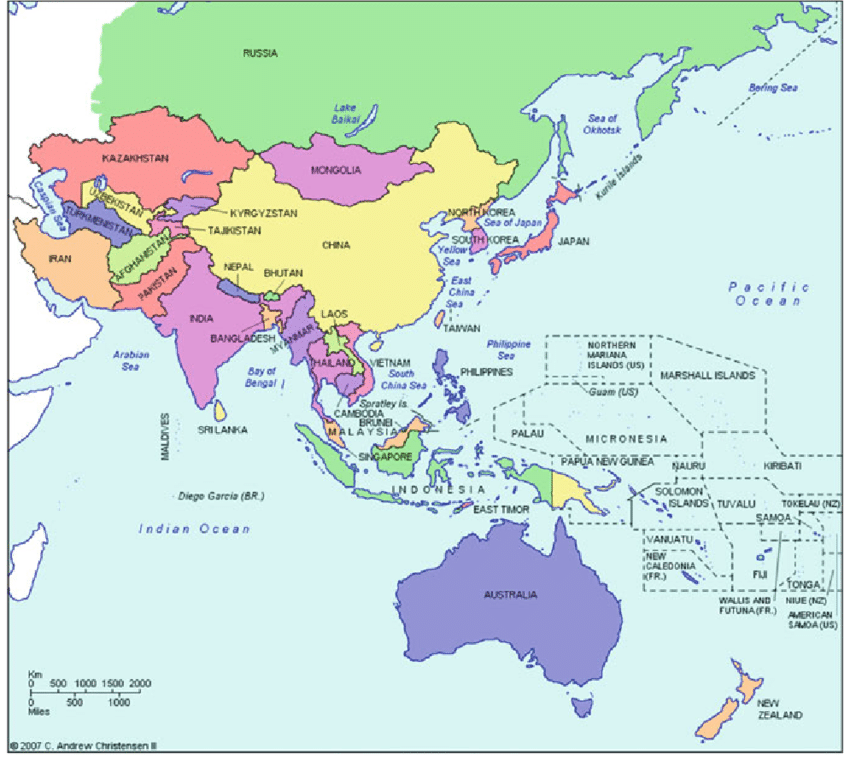 RUSSIA
Bering Sea
Lake
Baikal
Sea of
Okhotsk
KAZAKHSTAN
MONGOLIA
Kurile Islands
Caspian Sea
UZBEKISTAN
TURKMENISTAN
KYRGYZSTAN
TAJIKISTAN
NORTH KOREA
Sea of Japan
SOUTH KOREA
JAPAN
CHINA
Yellow
Sea
IRAN
AFGHANISTAN
PAKISTAN
NEPAL
BHUTAN
East
China
Sea
Pacific
Ocean
INDIA
LAOS
TAIWAN
BANGLADESH
MYANMAR
Arabian
Sea
Bay of
Bengal
THAILAND
VIETNAM
South
China Sea
Philippine
Sea
PHILIPPINES
NORTHERN
MARIANA
ISLANDS (US)
MARSHALL ISLANDS
Guam (US)
Spratley Is.
CAMBODIA
BRUNEI
MALAYSIA
SRI LANKA
MALDIVES
PALAU
MICRONESIA
SINGAPORE
PAPUA NEW GUINEA
NAURU
KIRIBATI
INDONESIA
SOLOMON
ISLANDS
TUVALU
TOKELAU (NZ)
Diego Garcia (BR.)
EAST TIMOR
SAMOA
Indian Ocean
VANUATU
NEW
CALEDONIA
(FR.)
FIJI
TONGA
AUSTRALIA
WALLIS AND
FUTUNA (FR.)
NIUE (NZ)
AMERICAN
SAMOA (US)
Km
0 500 1000 1500 2000
0 500 1000
Miles
NEW
ZEALAND
© 2007 C. Andrew Christensen II